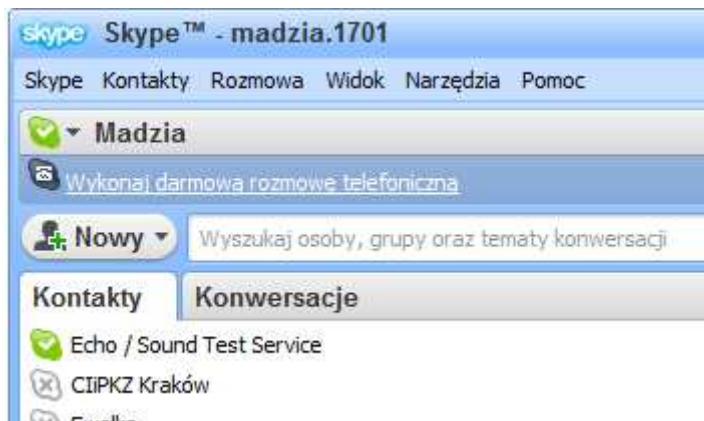 skype Skype™ - madzia.1701
Skype Kontakty Rozmowa Widok Narzędzia Pomoc
Madzia
Wykonaj darmową rozmowę telefoniczną
Nowy Wyszukaj osoby, grupy oraz tematy konwersacji
Kontakty Konwersacje
Echo / Sound Test Service
CIiPKZ Kraków